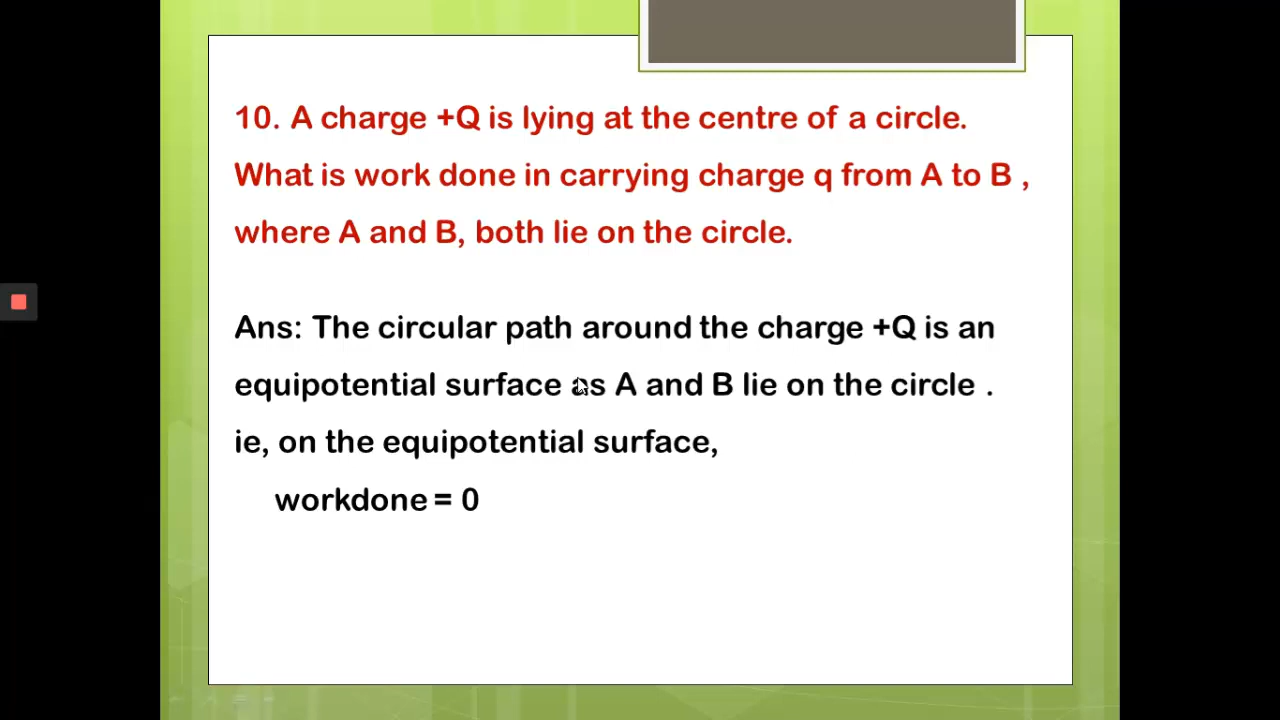 10. A charge +Q is lying at the centre of a circle.
What is work done in carrying charge q from A to B ,
where A and B, both lie on the circle.
Ans: The circular path around the charge +Q is an
equipotential surface as A and B lie on the circle .
ie, on the equipotential surface,
workdone = 0